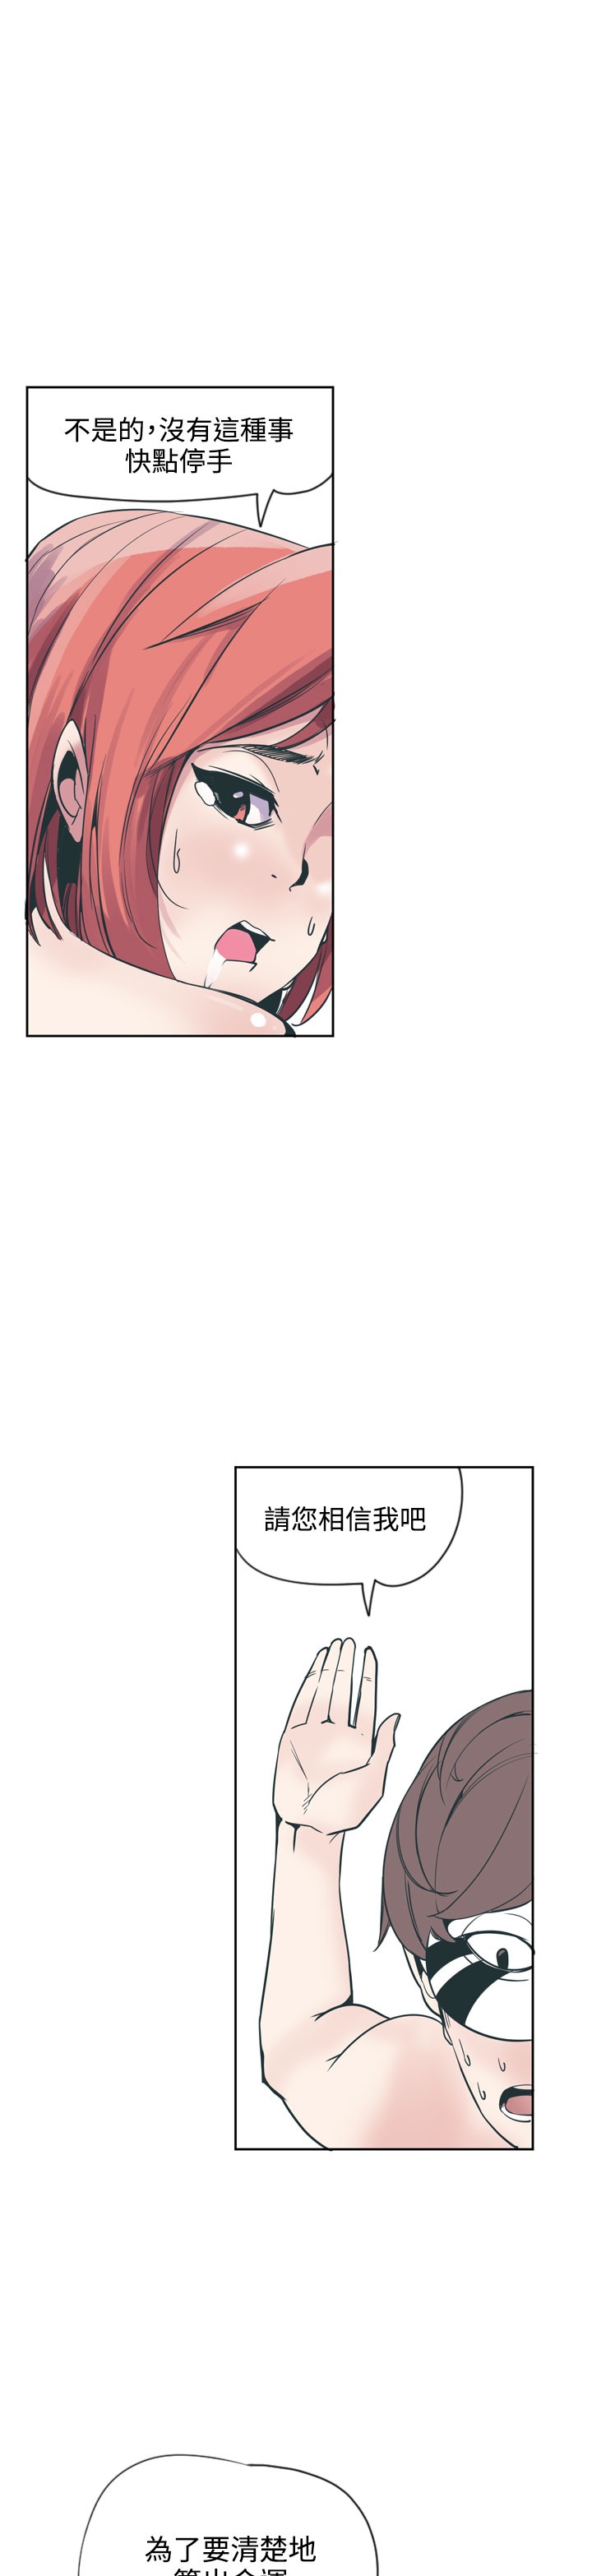 不是的，沒有這種事
快點停手
請您相信我吧
為了要清楚地